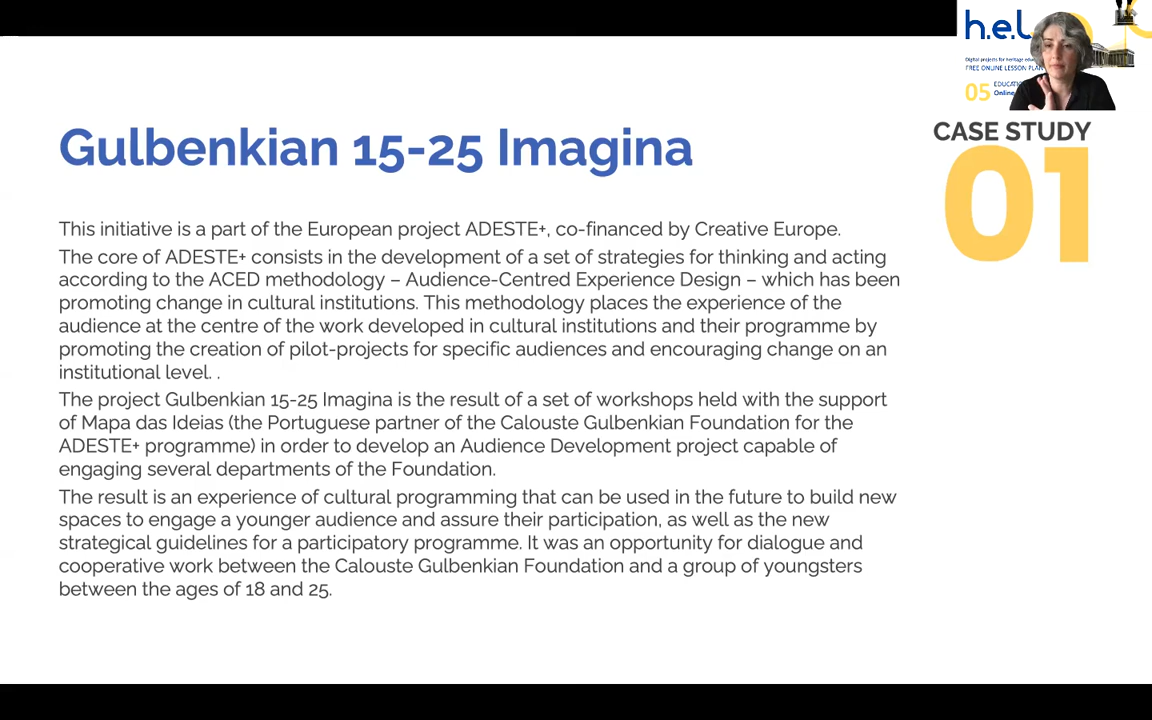 h.e.l
Digital projects for heritage
FREE ONLINE LESSON PLAN
05
Online
CASE STUDY
01
Gulbenkian 15-25 Imagina
This initiative is a part of the European project ADESTE+, co-financed by Creative Europe.
The core of ADESTE+ consists in the development of a set of strategies for thinking and acting
according to the ACED methodology – Audience-Centred Experience Design – which has been
promoting change in cultural institutions. This methodology places the experience of the
audience at the centre of the work developed in cultural institutions and their programme by
promoting the creation of pilot-projects for specific audiences and encouraging change on an
institutional level. .
The project Gulbenkian 15-25 Imagina is the result of a set of workshops held with the support
of Mapa das Ideias (the Portuguese partner of the Calouste Gulbenkian Foundation for the
ADESTE+ programme) in order to develop an Audience Development project capable of
engaging several departments of the Foundation.
The result is an experience of cultural programming that can be used in the future to build new
spaces to engage a younger audience and assure their participation, as well as the new
strategical guidelines for a participatory programme. It was an opportunity for dialogue and
cooperative work between the Calouste Gulbenkian Foundation and a group of youngsters
between the ages of 18 and 25.